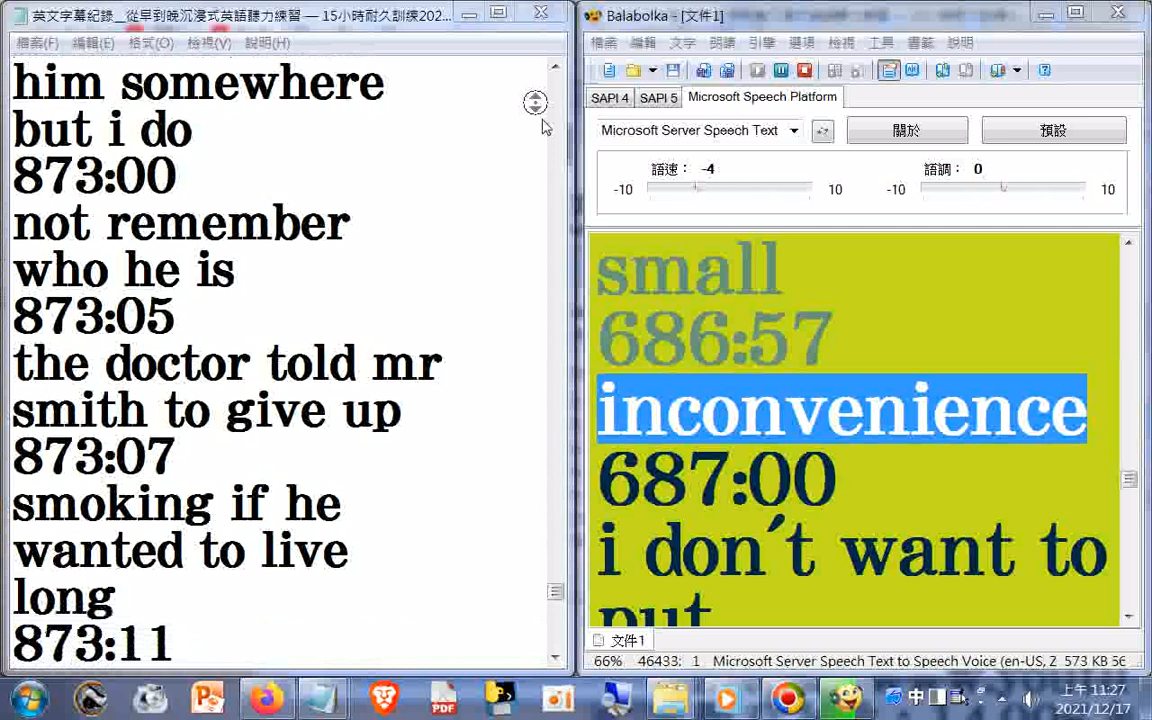 英文字幕紀錄__從早到晚沉浸式英語聽力練習 — 15小時耐久訓練202...
檔案(F) 編輯(E) 格式(O) 檢視(V) 說明(H)
him somewhere
but i do
873:00
not remember
who he is
873:05
the doctor told mr
smith to give up
873:07
smoking if he
wanted to live
long
873:11
Balabolka - [文件1]
檔案 編輯 文字 朗讀 引擎 選項 檢視 工具 書籤 說明
SAPI 4 SAPI 5 Microsoft Speech Platform
Microsoft Server Speech Text 關於 預設
語速： -4 語調： 0
-10 10 -10 10
small
686:57
inconvenience
687:00
i don't want to
put
文件1
66% 46433: 1 Microsoft Server Speech Text to Speech Voice (en-US, 2 573 KB 56
PDF 中 上午 11:27
2021/12/17